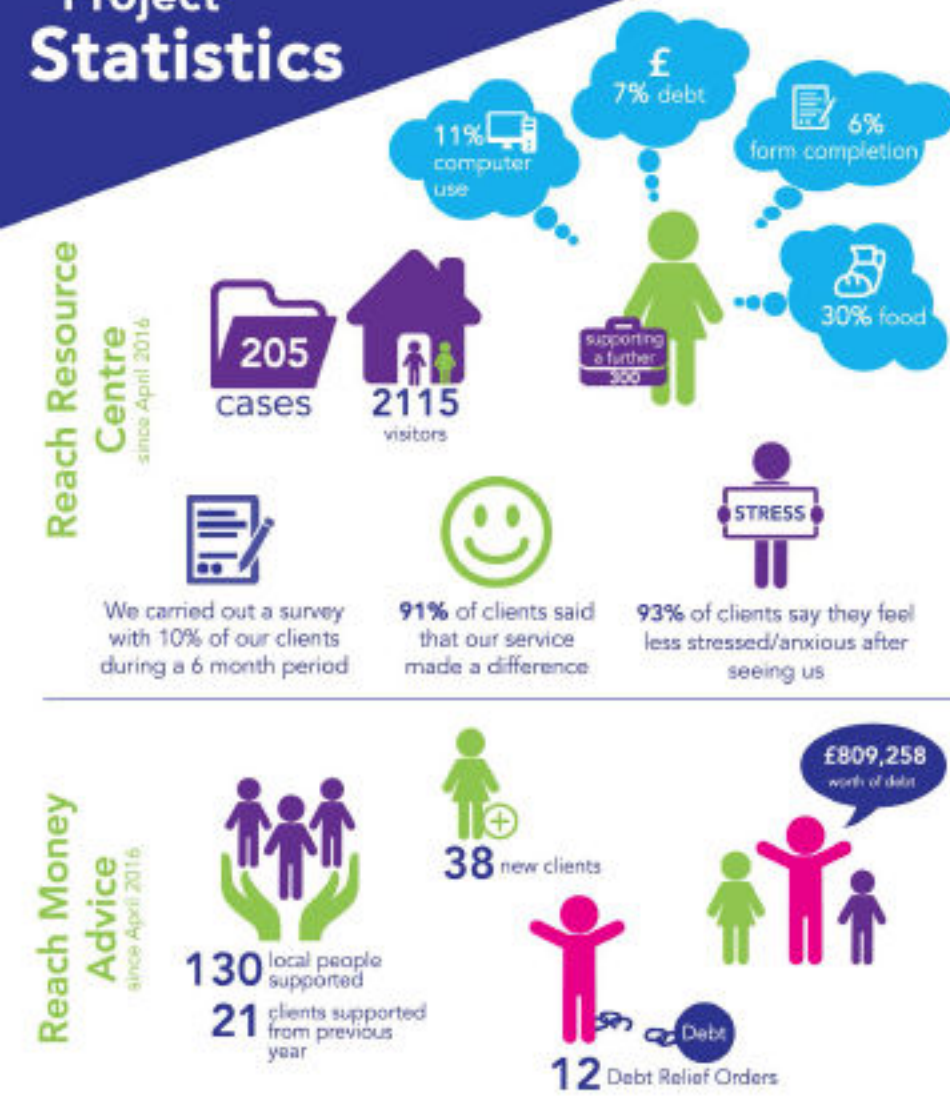 Project
Statistics
£
7% debt
11%
computer
use
6%
form completion
30% food
Reach Resource
Centre
since April 2016
205
cases
2115
visitors
supporting
a further
300
STRESS
We carried out a survey
with 10% of our clients
during a 6 month period
91% of clients said
that our service
made a difference
93% of clients say they feel
less stressed/anxious after
seeing us
Reach Money
Advice
since April 2016
£809,258
worth of debt
38 new clients
130 local people
supported
21 clients supported
from previous
year
Debt
12 Debt Relief Orders